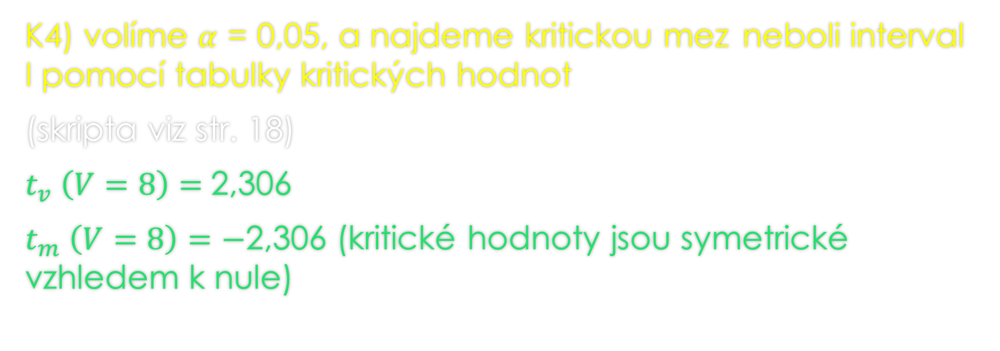 K4) volíme α = 0,05, a najdeme kritickou mez neboli interval
I pomocí tabulky kritických hodnot
(skripta viz str. 18)
t_v (V = 8) = 2,306
t_m (V = 8) = −2,306 (kritické hodnoty jsou symetrické
vzhledem k nule)